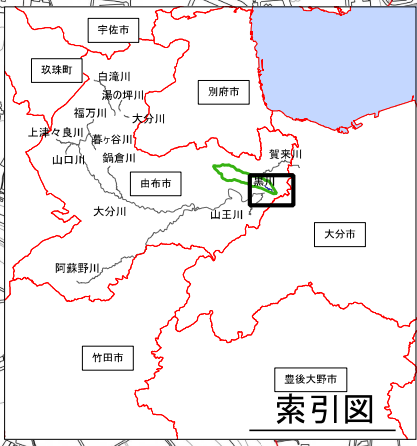 宇佐市
玖珠町
白滝川
湯の坪川
別府市
福万川
大分川
上津々良川
暮ヶ谷川
山口川
鍋倉川
賀来川
由布市
黒川
大分川
山王川
大分市
阿蘇野川
竹田市
豊後大野市
索引図